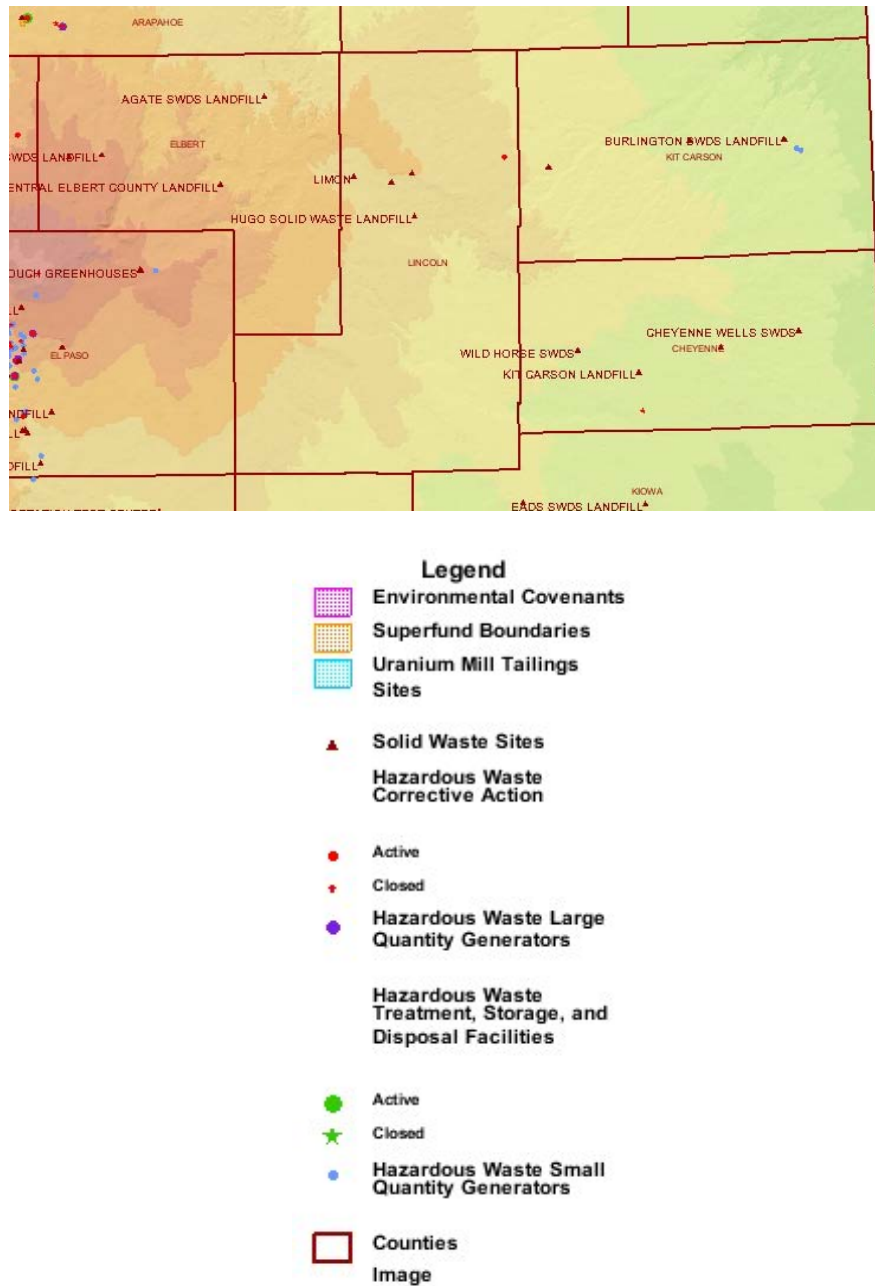 ARAPAHOE
AGATE SWDS LANDFILL
ELBERT
BURLINGTON SWDS LANDFILL
KIT CARSON
SWDS LANDFILL
LIMON
ENTRAL ELBERT COUNTY LANDFILL
HUGO SOLID WASTE LANDFILL
LINCOLN
OUGH GREENHOUSES
LL
CHEYENNE WELLS SWDS
CHEYENNE
WILD HORSE SWDS
EL PASO
KIT CARSON LANDFILL
NDFILL
LL
DFILL
KIOWA
EADS SWDS LANDFILL
Legend
Environmental Covenants
Superfund Boundaries
Uranium Mill Tailings
Sites
Solid Waste Sites
Hazardous Waste
Corrective Action
Active
Closed
Hazardous Waste Large
Quantity Generators
Hazardous Waste
Treatment, Storage, and
Disposal Facilities
Active
Closed
Hazardous Waste Small
Quantity Generators
Counties
Image